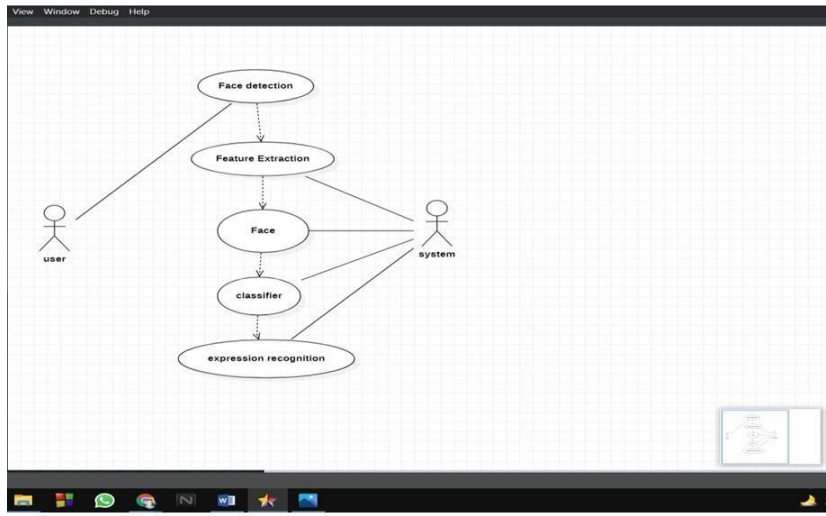 View Window Debug Help
Face detection
Feature Extraction
Face
user
system
classifier
expression recognition